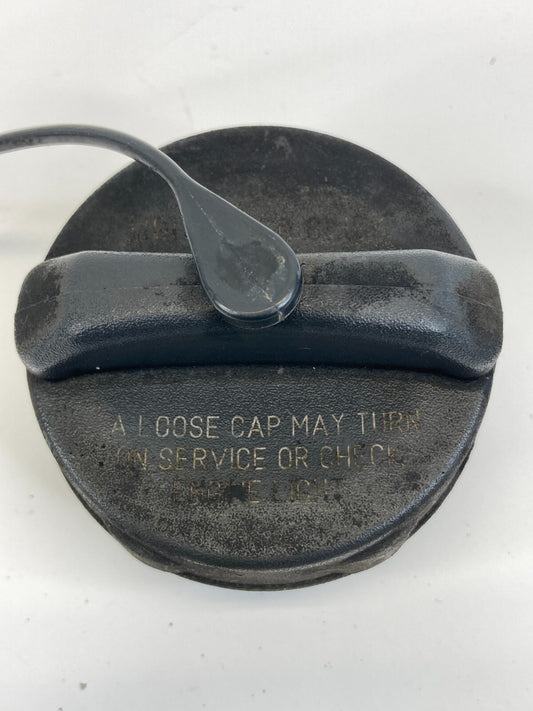 A LOOSE CAP MAY TURN
ON SERVICE OR CHECK
ENGINE LIGHT